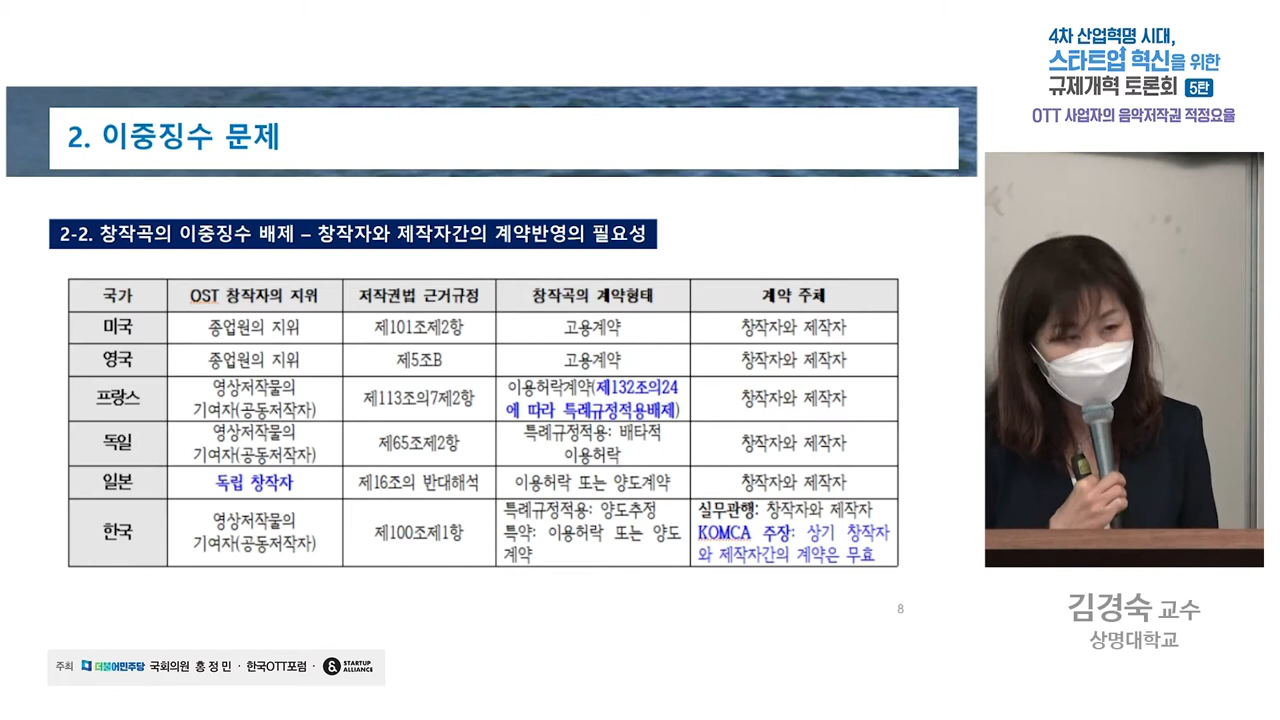 4차 산업혁명 시대,
스타트업 혁신을 위한
규제개혁 토론회 5탄
OTT 사업자의 음악저작권 적정요율
2. 이중징수 문제
2-2. 창작곡의 이중징수 배제 – 창작자와 제작자간의 계약반영의 필요성
국가 OST 창작자의 지위 저작권법 근거규정 창작곡의 계약형태 계약 주체
미국 종업원의 지위 제101조제2항 고용계약 창작자와 제작자
영국 종업원의 지위 제5조B 고용계약 창작자와 제작자
프랑스 영상저작물의 제113조의7제2항 이용허락계약(제132조의24 창작자와 제작자
기여자(공동저작자) 에 따라 특례규정적용배제)
독일 영상저작물의 제65조제2항 특례규정적용: 배타적 창작자와 제작자
기여자(공동저작자) 이용허락
일본 독립 창작자 제16조의 반대해석 이용허락 또는 양도계약 창작자와 제작자
한국 영상저작물의 제100조제1항 특례규정적용: 양도추정 실무관행: 창작자와 제작자
기여자(공동저작자) 특약: 이용허락 또는 양도 KOMCA 주장: 상기 창작자
계약 와 제작자간의 계약은 무효
8
김경숙 교수
상명대학교
주최 더불어민주당 국회의원 홍정민 · 한국OTT포럼 · & STARTUP
ALLIANCE